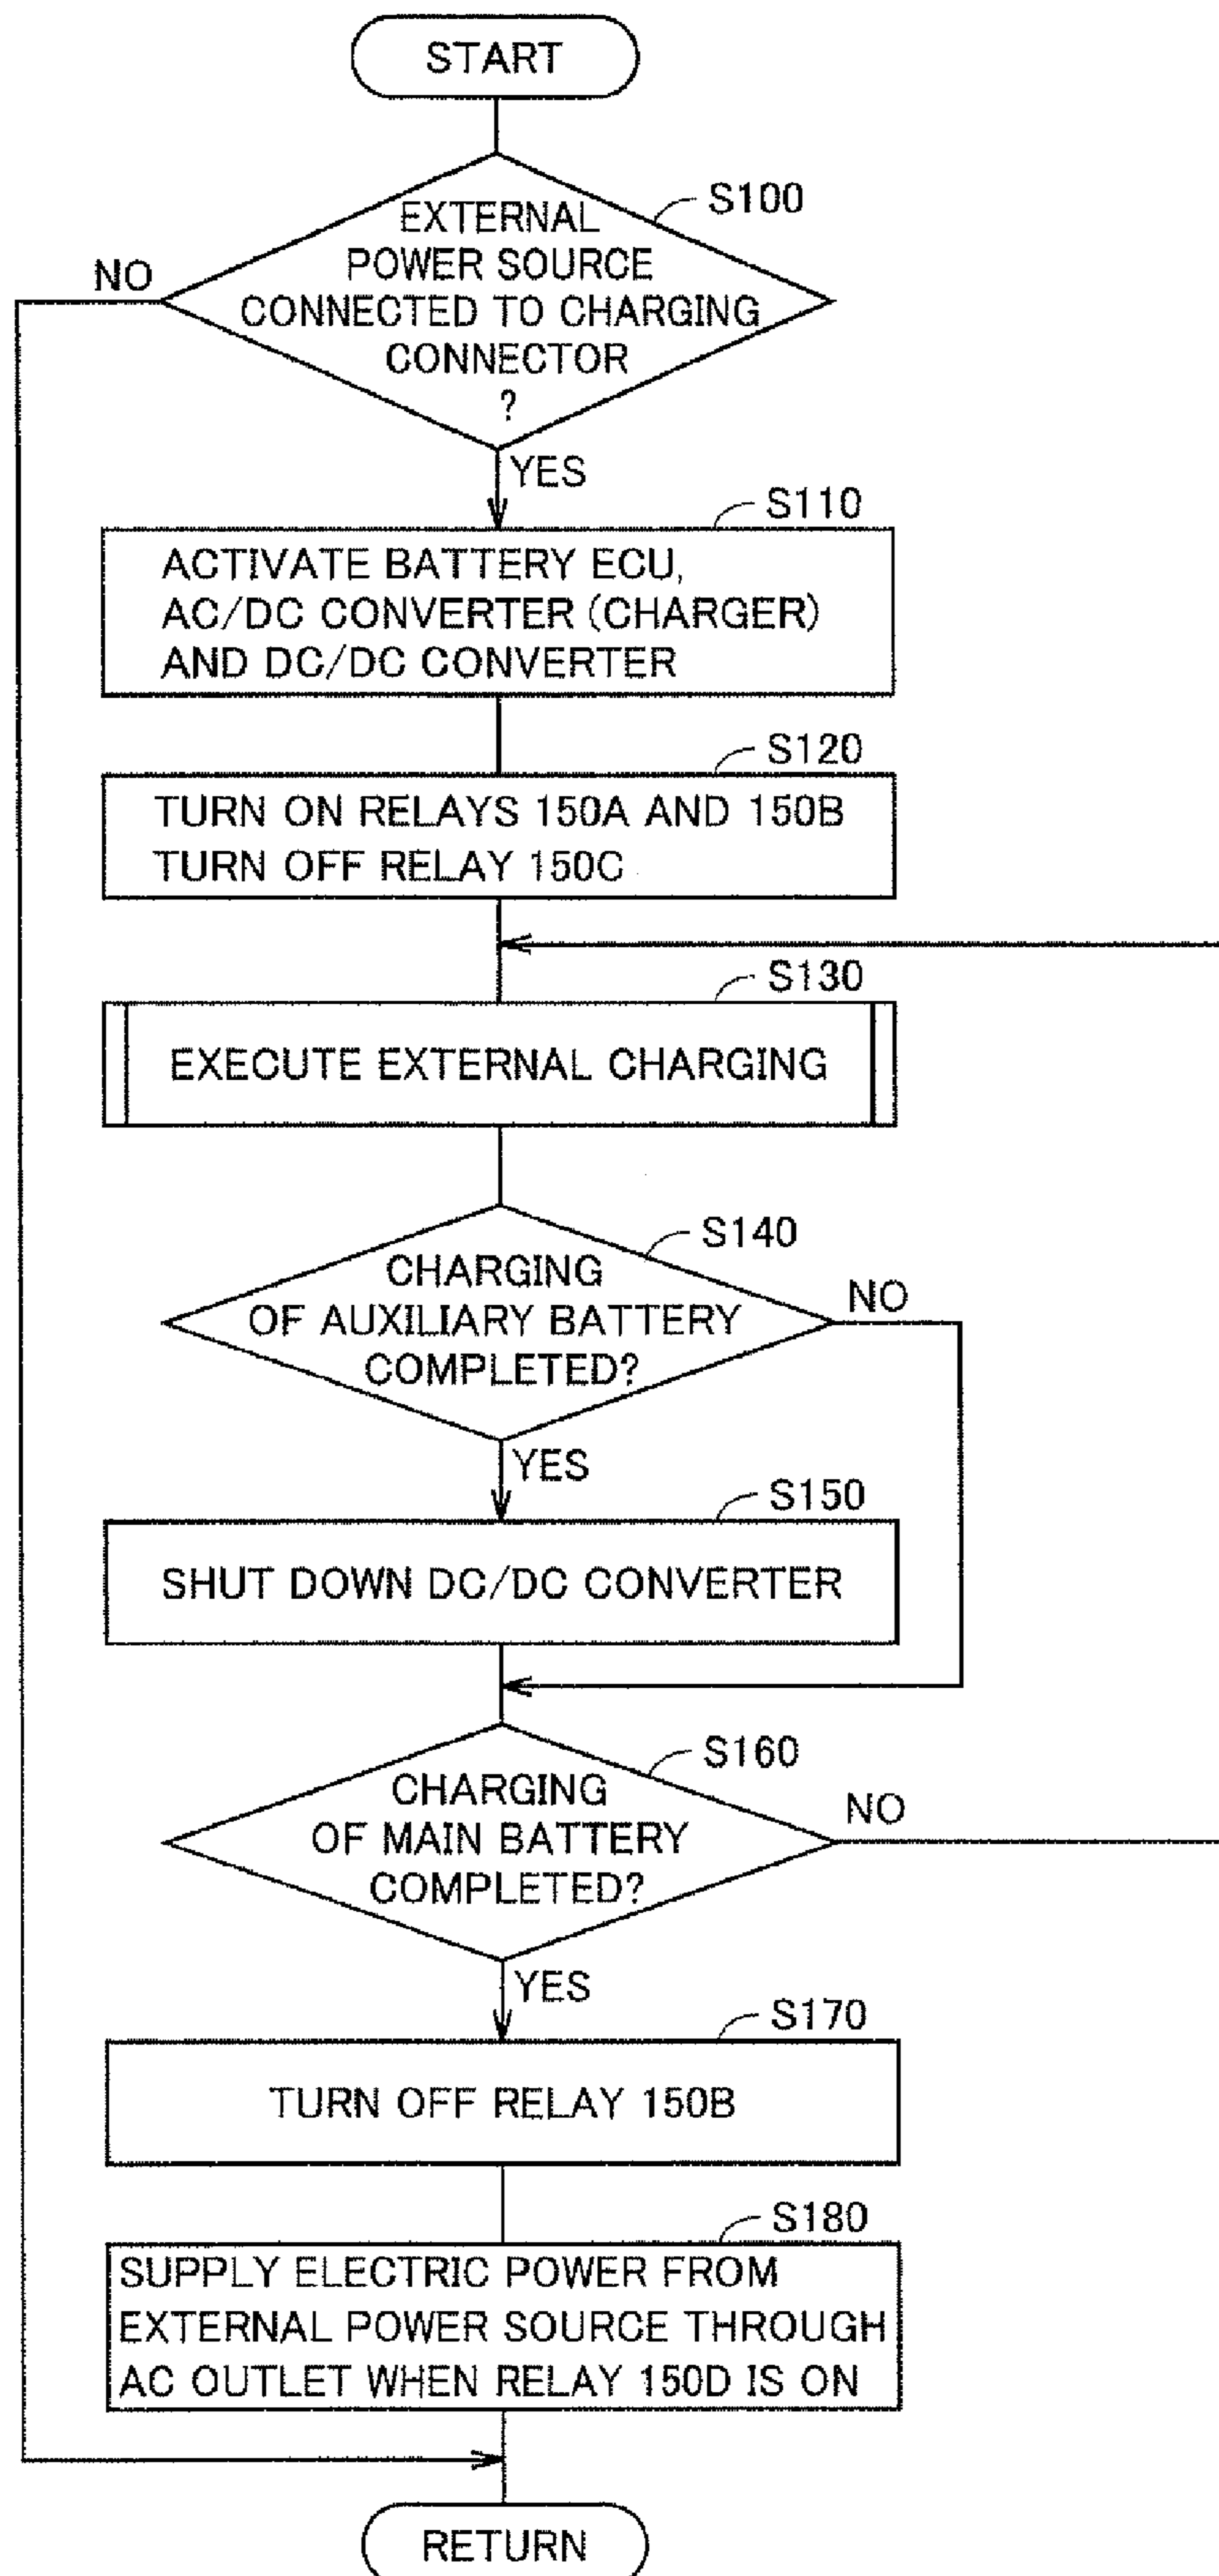 START
S100
EXTERNAL
POWER SOURCE
CONNECTED TO CHARGING
CONNECTOR
?
NO
YES
S110
ACTIVATE BATTERY ECU,
AC/DC CONVERTER (CHARGER)
AND DC/DC CONVERTER
S120
TURN ON RELAYS 150A AND 150B
TURN OFF RELAY 150C
S130
EXECUTE EXTERNAL CHARGING
S140
CHARGING
OF AUXILIARY BATTERY
COMPLETED?
NO
YES
S150
SHUT DOWN DC/DC CONVERTER
S160
CHARGING
OF MAIN BATTERY
COMPLETED?
NO
YES
S170
TURN OFF RELAY 150B
S180
SUPPLY ELECTRIC POWER FROM
EXTERNAL POWER SOURCE THROUGH
AC OUTLET WHEN RELAY 150D IS ON
RETURN